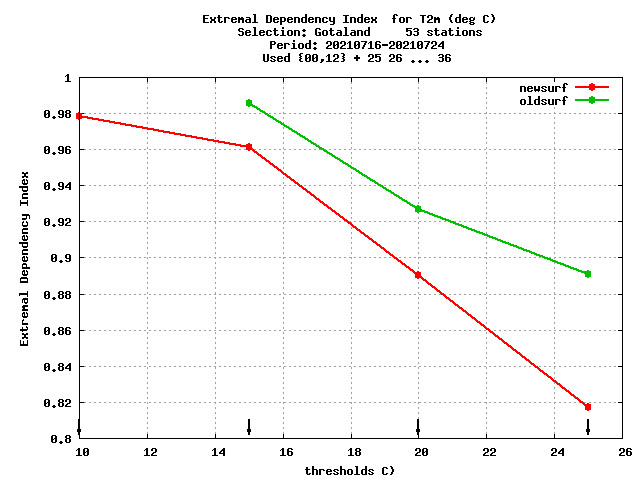 Extremal Dependency Index  for T2m (deg C)
Selection: Gotaland     53 stations
Period: 20210716-20210724
Used {00,12} + 25 26 ... 36
newsurf
oldsurf
1
0.98
0.96
0.94
0.92
0.9
0.88
0.86
0.84
0.82
0.8
Extremal Dependency Index
10 12 14 16 18 20 22 24 26
thresholds C)